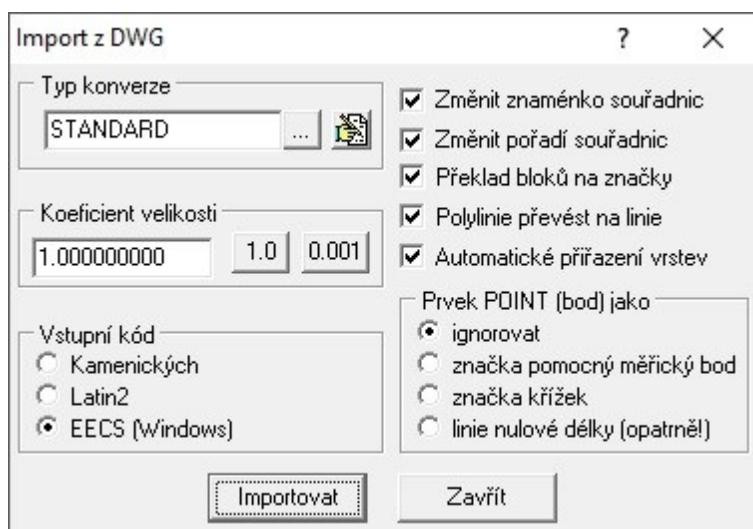 Import z DWG
?
Typ konverze
STANDARD
...
Koeficient velikosti
1.000000000
1.0
0.001
Vstupní kód
Kamenických
Latin2
EECS (Windows)
Změnit znaménko souřadnic
Změnit pořadí souřadnic
Překlad bloků na značky
Polylinie převést na linie
Automatické přiřazení vrstev
Prvek POINT (bod) jako
ignorovat
značka pomocný měřický bod
značka křížek
linie nulové délky (opatrně!)
Importovat
Zavřít